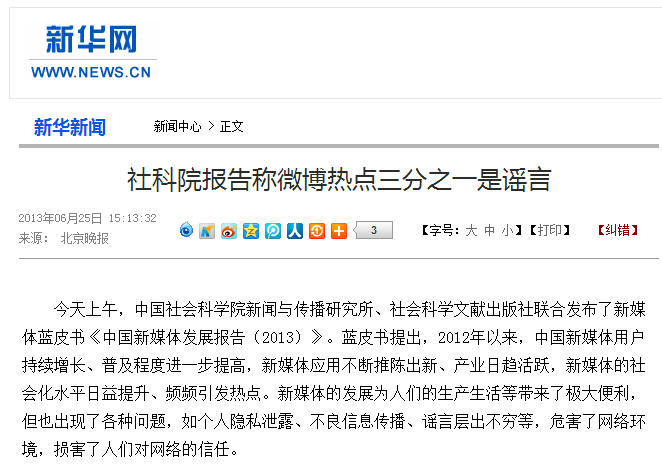 新华网
WWW.NEWS.CN
新华新闻 新闻中心 > 正文
社科院报告称微博热点三分之一是谣言
2013年06月25日 15:13:32
来源： 北京晚报
3 【字号：大 中 小】【打印】 【纠错】
今天上午，中国社会科学院新闻与传播研究所、社会科学文献出版社联合发布了新媒
体蓝皮书《中国新媒体发展报告（2013）》。蓝皮书提出，2012年以来，中国新媒体用户
持续增长、普及程度进一步提高，新媒体应用不断推陈出新、产业日趋活跃，新媒体的社
会化水平日益提升、频频引发热点。新媒体的发展为人们的生产生活等带来了极大便利，
但也出现了各种问题，如个人隐私泄露、不良信息传播、谣言层出不穷等，危害了网络环
境，损害了人们对网络的信任。